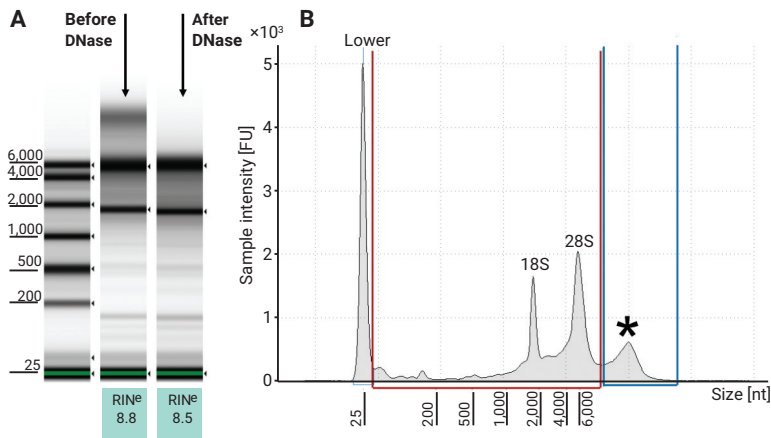 A
Before
DNase
After
DNase
6,000
4,000
2,000
1,000
500
200
25
RINe
8.8
RINe
8.5
B
×10³
Lower
5
4
3
2
1
0
Sample intensity [FU]
18S
28S
*
25
200
500
1,000
2,000
4,000
6,000
Size [nt]